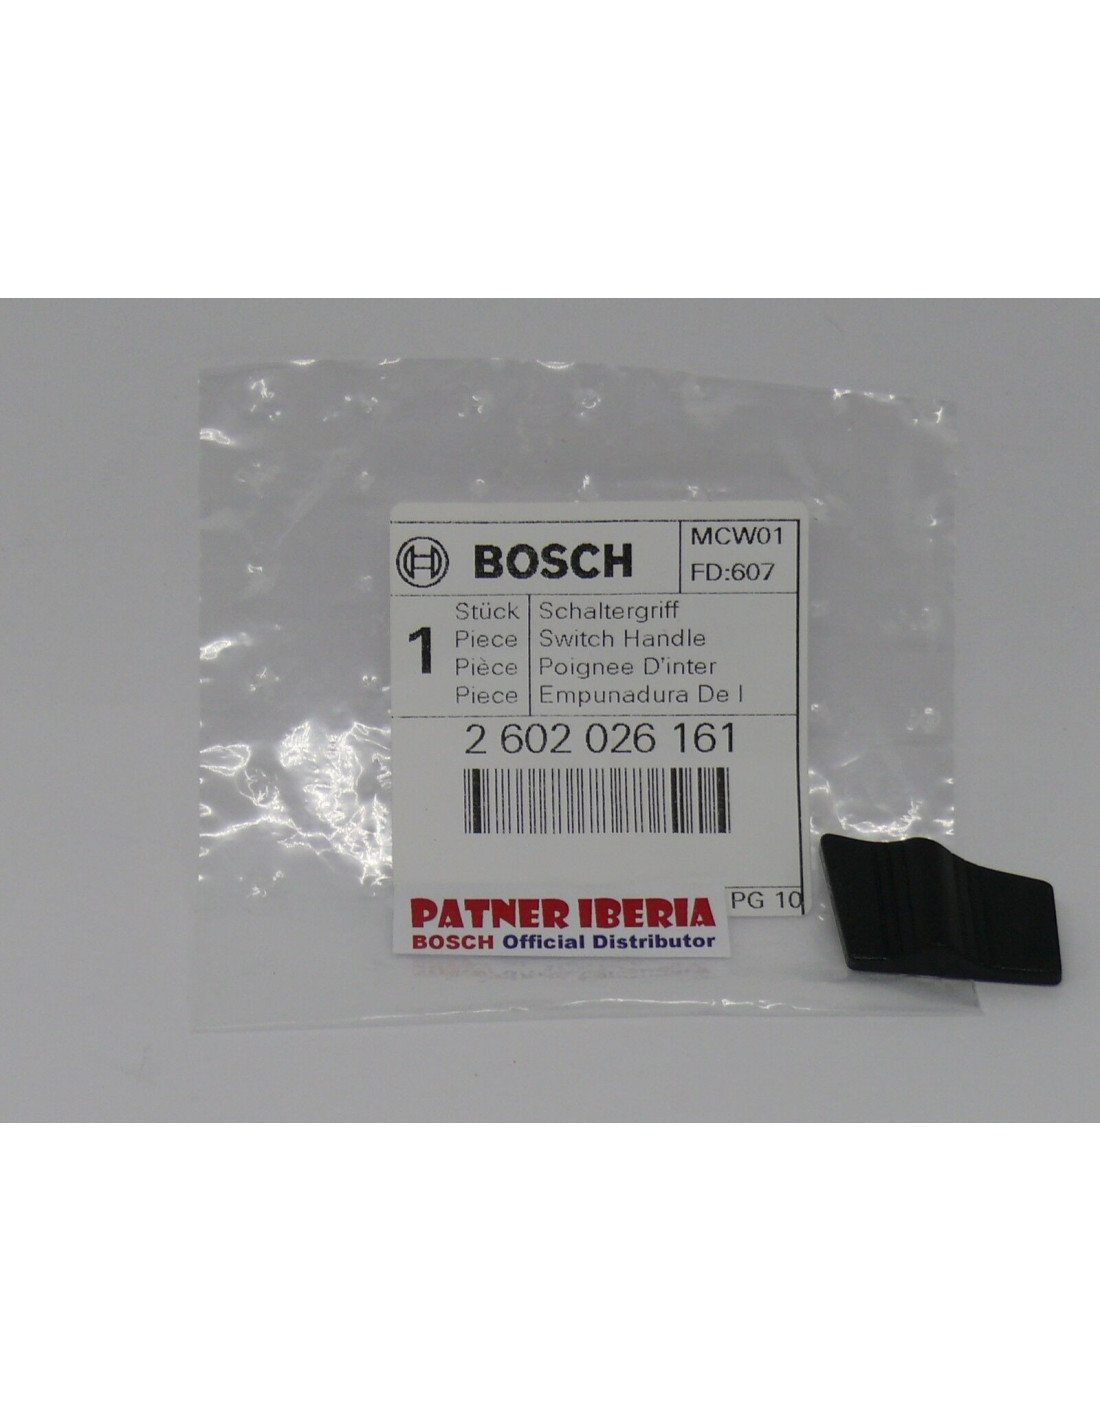 BOSCH
MCW01
FD:607
1
Stück
Piece
Pièce
Piece
Schaltergriff
Switch Handle
Poignee D'inter
Empunadura De I
2 602 026 161
PG 10
PATNER IBERIA
BOSCH Official Distributor